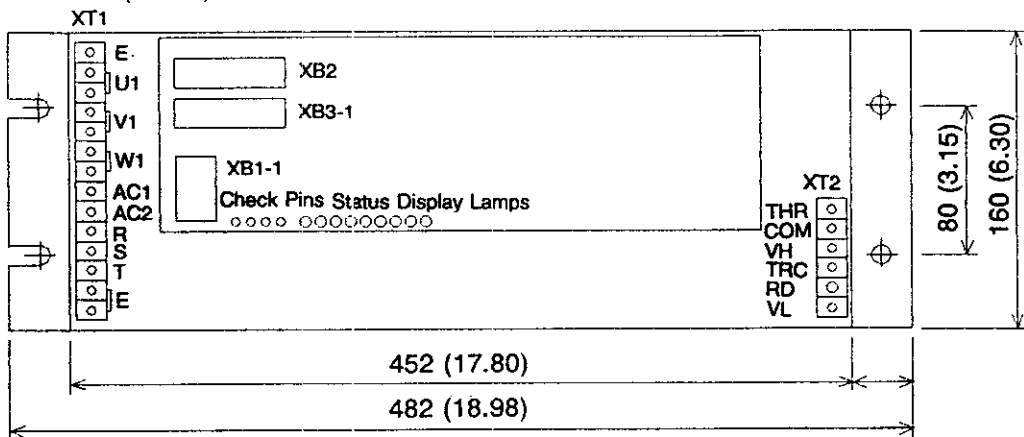 XT1
E
U1
V1
W1
AC1
AC2
R
S
T
E
XB2
XB3-1
XB1-1
Check Pins Status Display Lamps
XT2
THR
COM
VH
TRC
RD
VL
80 (3.15)
160 (6.30)
452 (17.80)
482 (18.98)